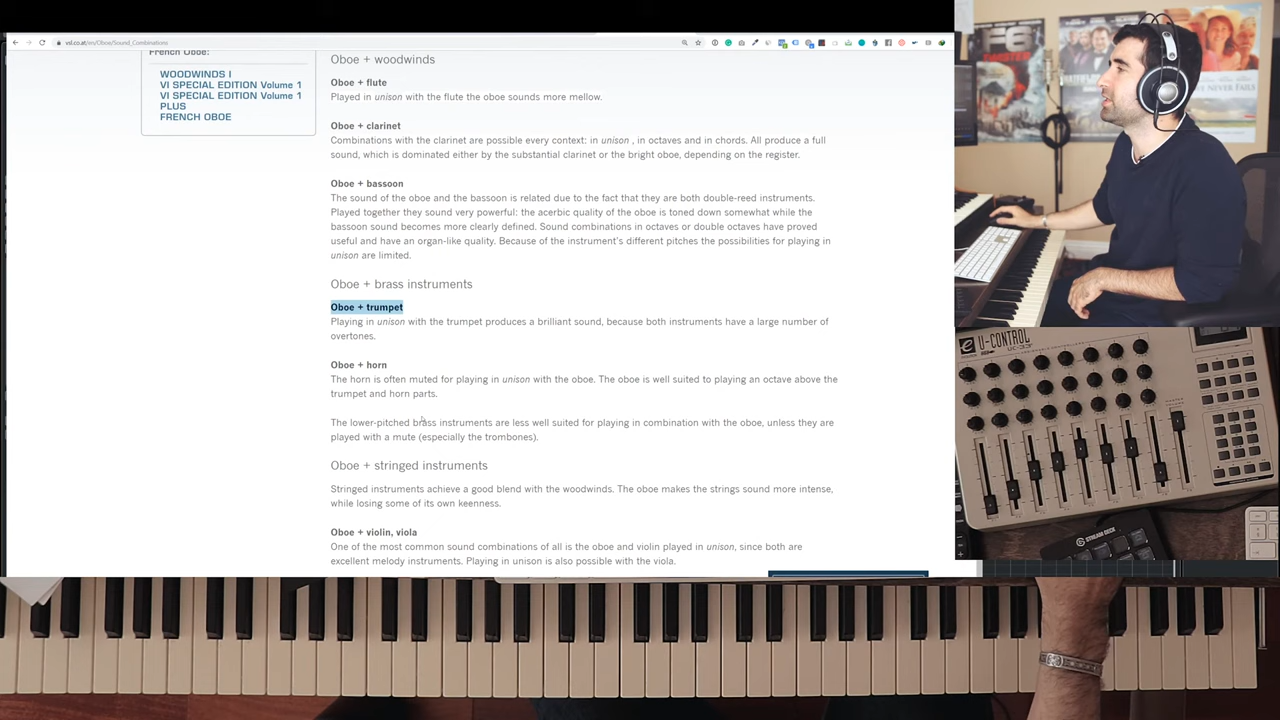 vsl.co.at/en/Oboe/Sound_Combinations
French Oboe:
WOODWINDS I
VI SPECIAL EDITION Volume 1
VI SPECIAL EDITION Volume 1
PLUS
FRENCH OBOE
Oboe + woodwinds
Oboe + flute
Played in unison with the flute the oboe sounds more mellow.
Oboe + clarinet
Combinations with the clarinet are possible every context: in unison , in octaves and in chords. All produce a full
sound, which is dominated either by the substantial clarinet or the bright oboe, depending on the register.
Oboe + bassoon
The sound of the oboe and the bassoon is related due to the fact that they are both double-reed instruments.
Played together they sound very powerful: the acerbic quality of the oboe is toned down somewhat while the
bassoon sound becomes more clearly defined. Sound combinations in octaves or double octaves have proved
useful and have an organ-like quality. Because of the instrument's different pitches the possibilities for playing in
unison are limited.
Oboe + brass instruments
Oboe + trumpet
Playing in unison with the trumpet produces a brilliant sound, because both instruments have a large number of
overtones.
Oboe + horn
The horn is often muted for playing in unison with the oboe. The oboe is well suited to playing an octave above the
trumpet and horn parts.
The lower-pitched brass instruments are less well suited for playing in combination with the oboe, unless they are
played with a mute (especially the trombones).
Oboe + stringed instruments
Stringed instruments achieve a good blend with the woodwinds. The oboe makes the strings sound more intense,
while losing some of its own keenness.
Oboe + violin, viola
One of the most common sound combinations of all is the oboe and violin played in unison, since both are
excellent melody instruments. Playing in unison is also possible with the viola.
F6
NEVER FAILS
U-CONTROL
STREAM DECK